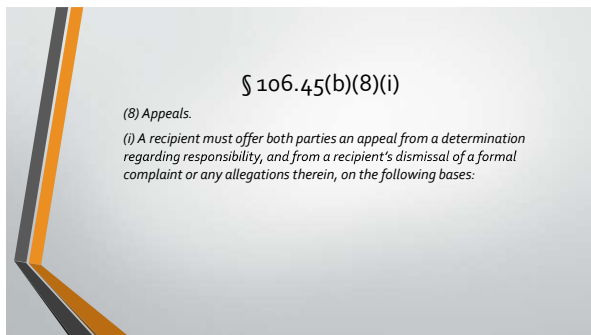 § 106.45(b)(8)(i)
(8) Appeals.
(i) A recipient must offer both parties an appeal from a determination
regarding responsibility, and from a recipient's dismissal of a formal
complaint or any allegations therein, on the following bases: